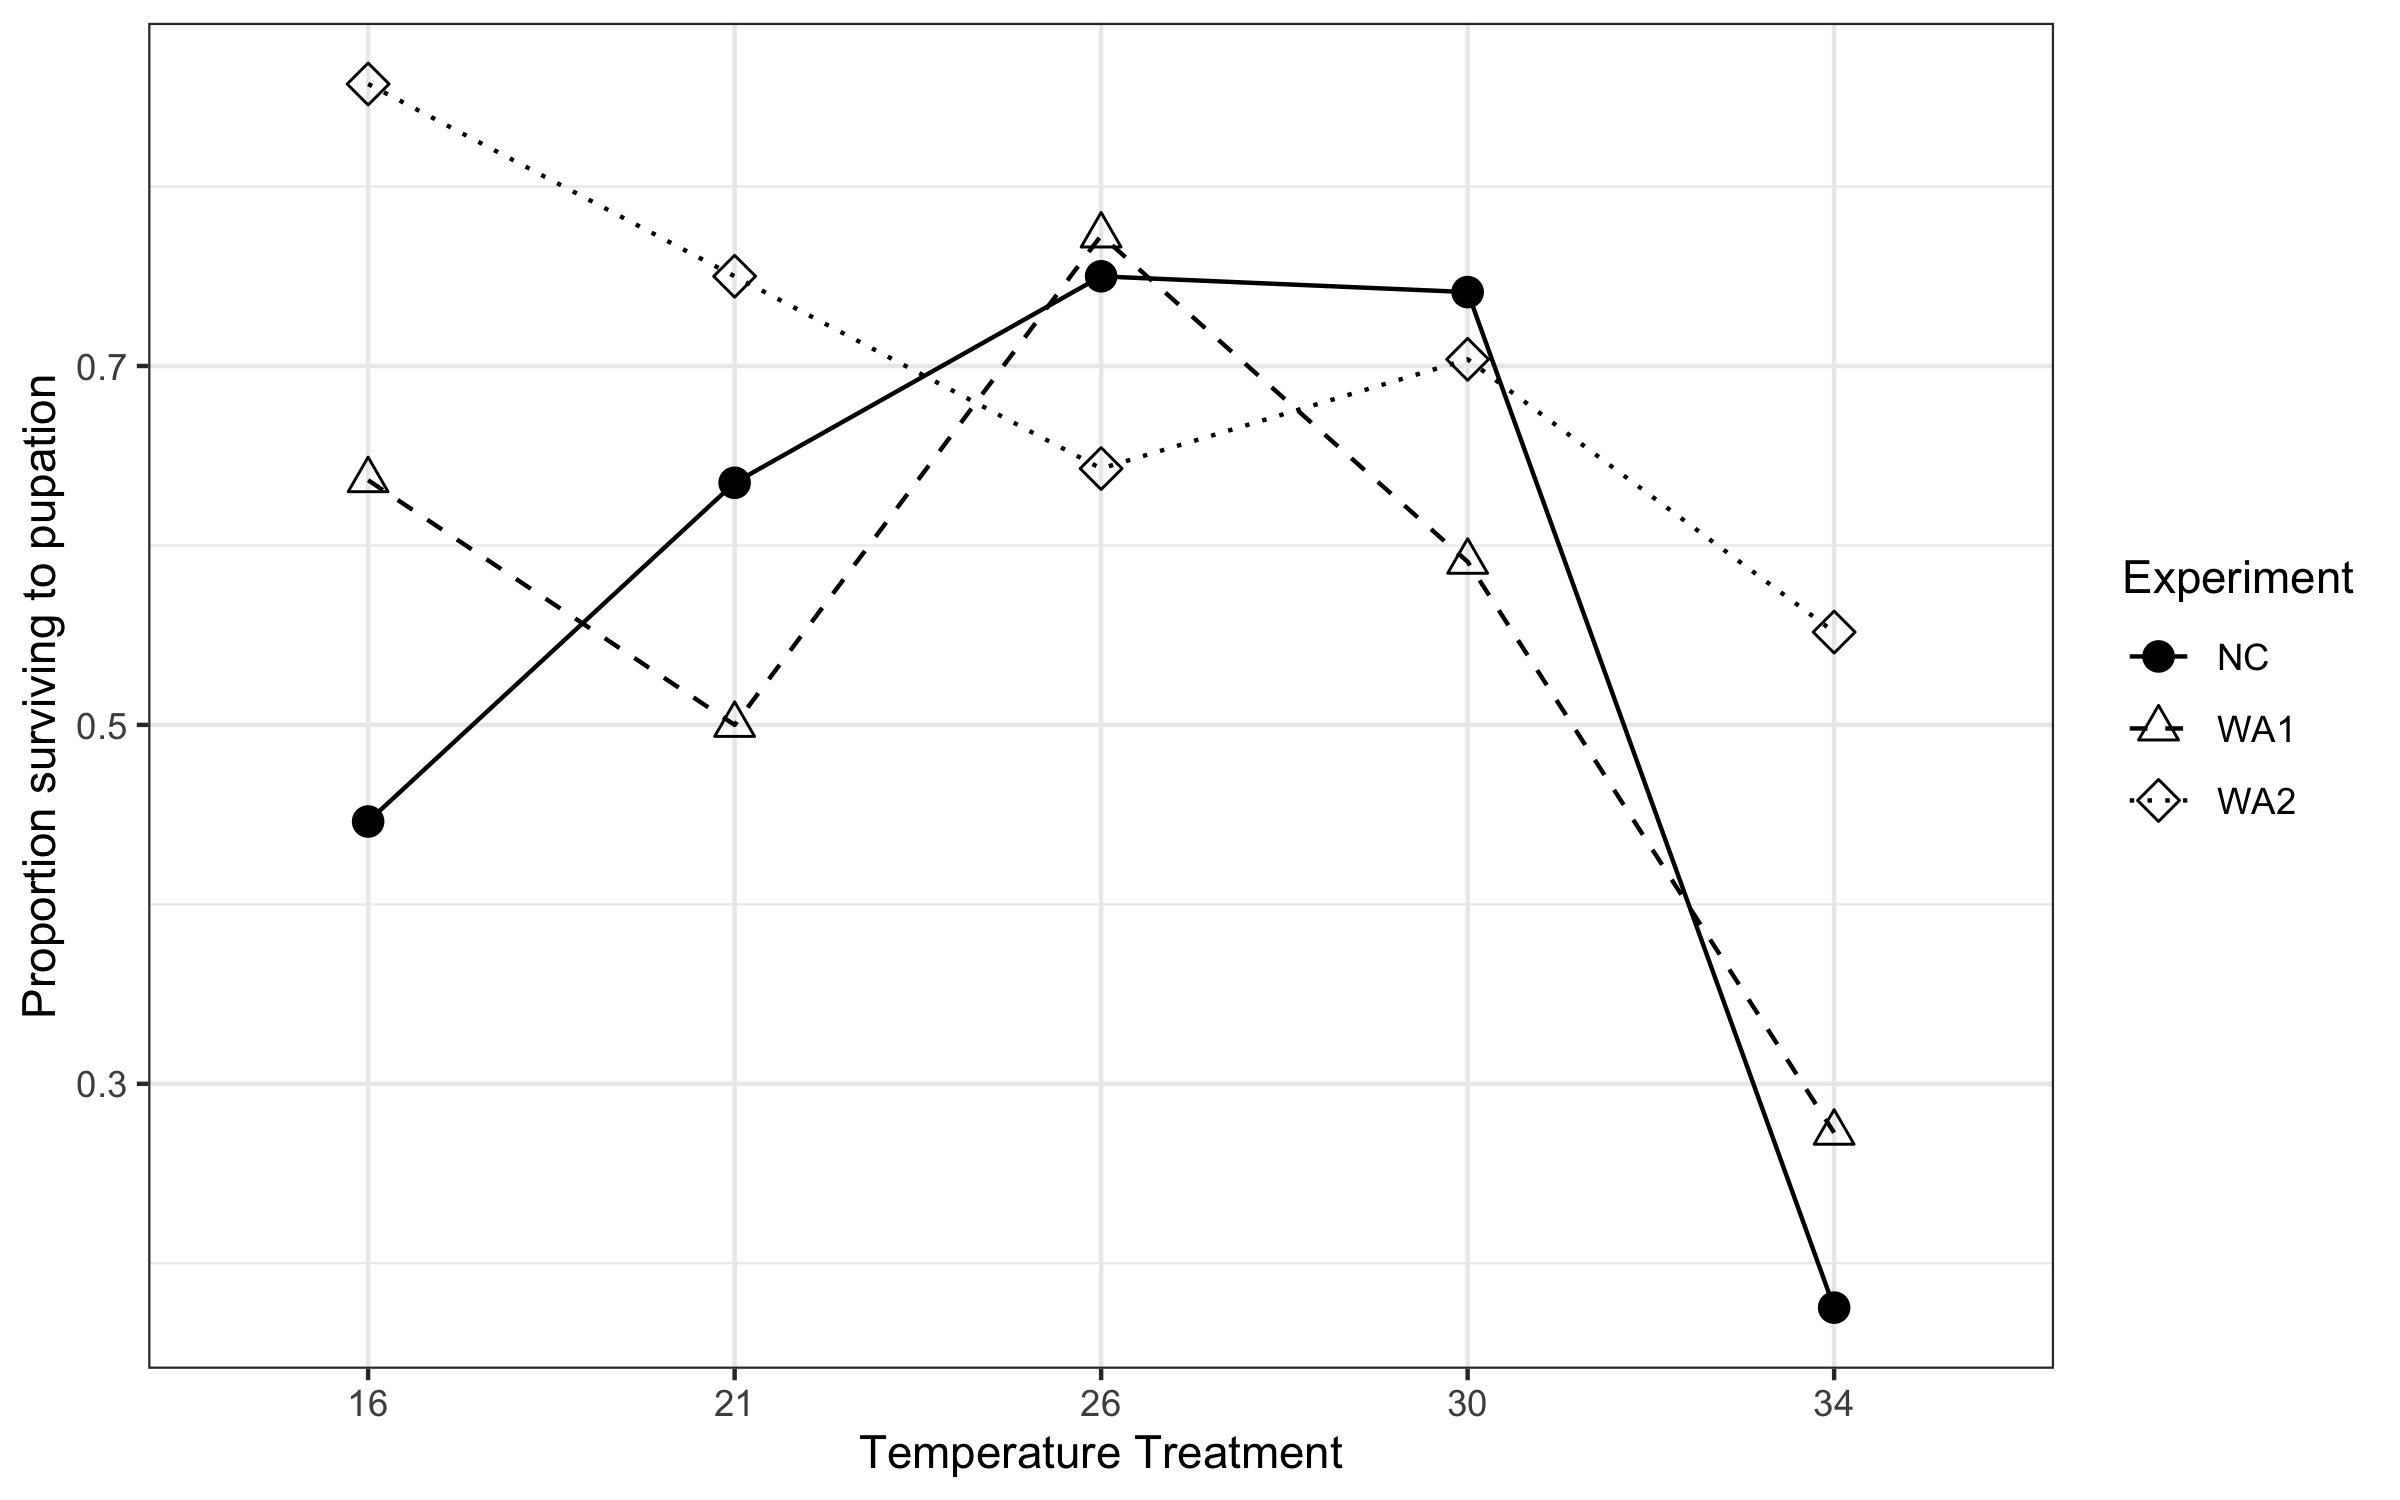 Proportion surviving to pupation
0.7
0.5
0.3
16 21 26 30 34
Temperature Treatment
Experiment
NC
WA1
WA2